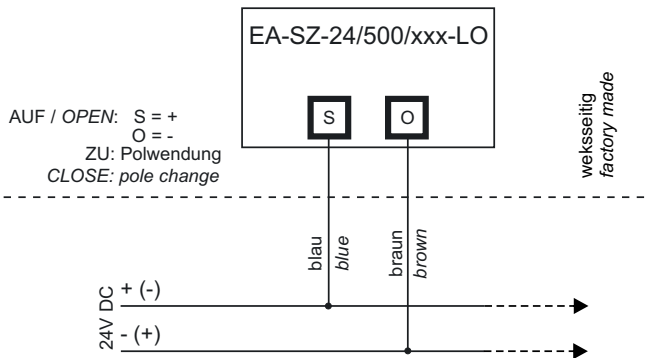 EA-SZ-24/500/xxx-LO
S
O
AUF / OPEN: S = +
O = -
ZU: Polwendung
CLOSE: pole change
weksseitig
factory made
blau
blue
braun
brown
24V DC
+ (-)
- (+)